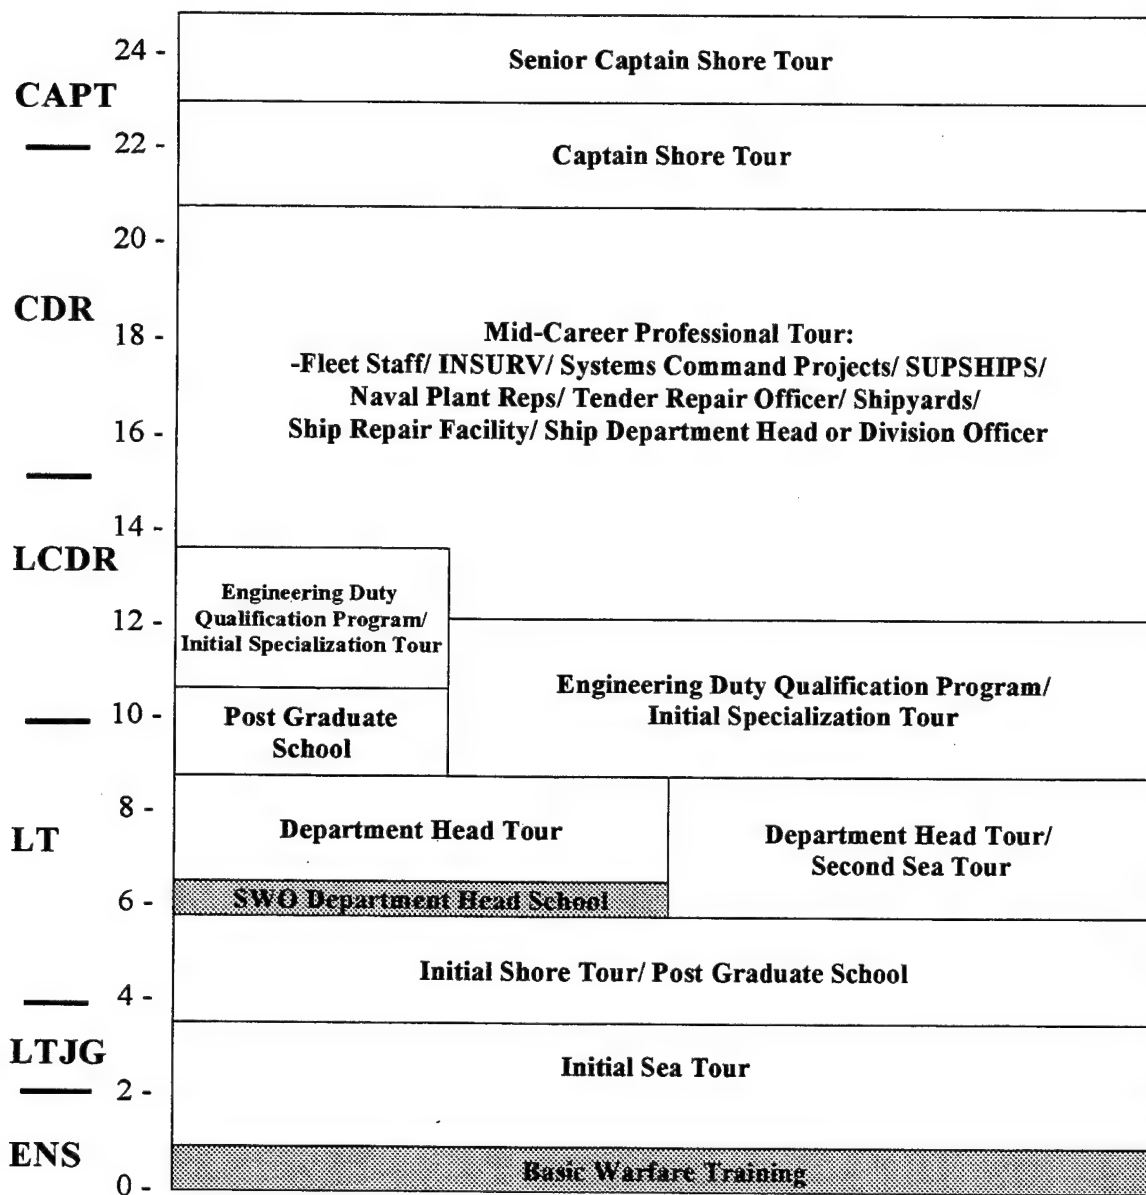 24 -
Senior Captain Shore Tour
CAPT
22 -
Captain Shore Tour
20 -
CDR
18 -
Mid-Career Professional Tour:
-Fleet Staff/ INSURV/ Systems Command Projects/ SUPSHIPS/
Naval Plant Reps/ Tender Repair Officer/ Shipyards/
Ship Repair Facility/ Ship Department Head or Division Officer
16 -
14 -
LCDR
Engineering Duty
Qualification Program/
Initial Specialization Tour
12 -
Engineering Duty Qualification Program/
Initial Specialization Tour
10 -
Post Graduate
School
8 -
LT
Department Head Tour
Department Head Tour/
Second Sea Tour
6 -
SWO Department Head School
Initial Shore Tour/ Post Graduate School
4 -
LTJG
Initial Sea Tour
2 -
ENS
Basic Warfare Training
0 -